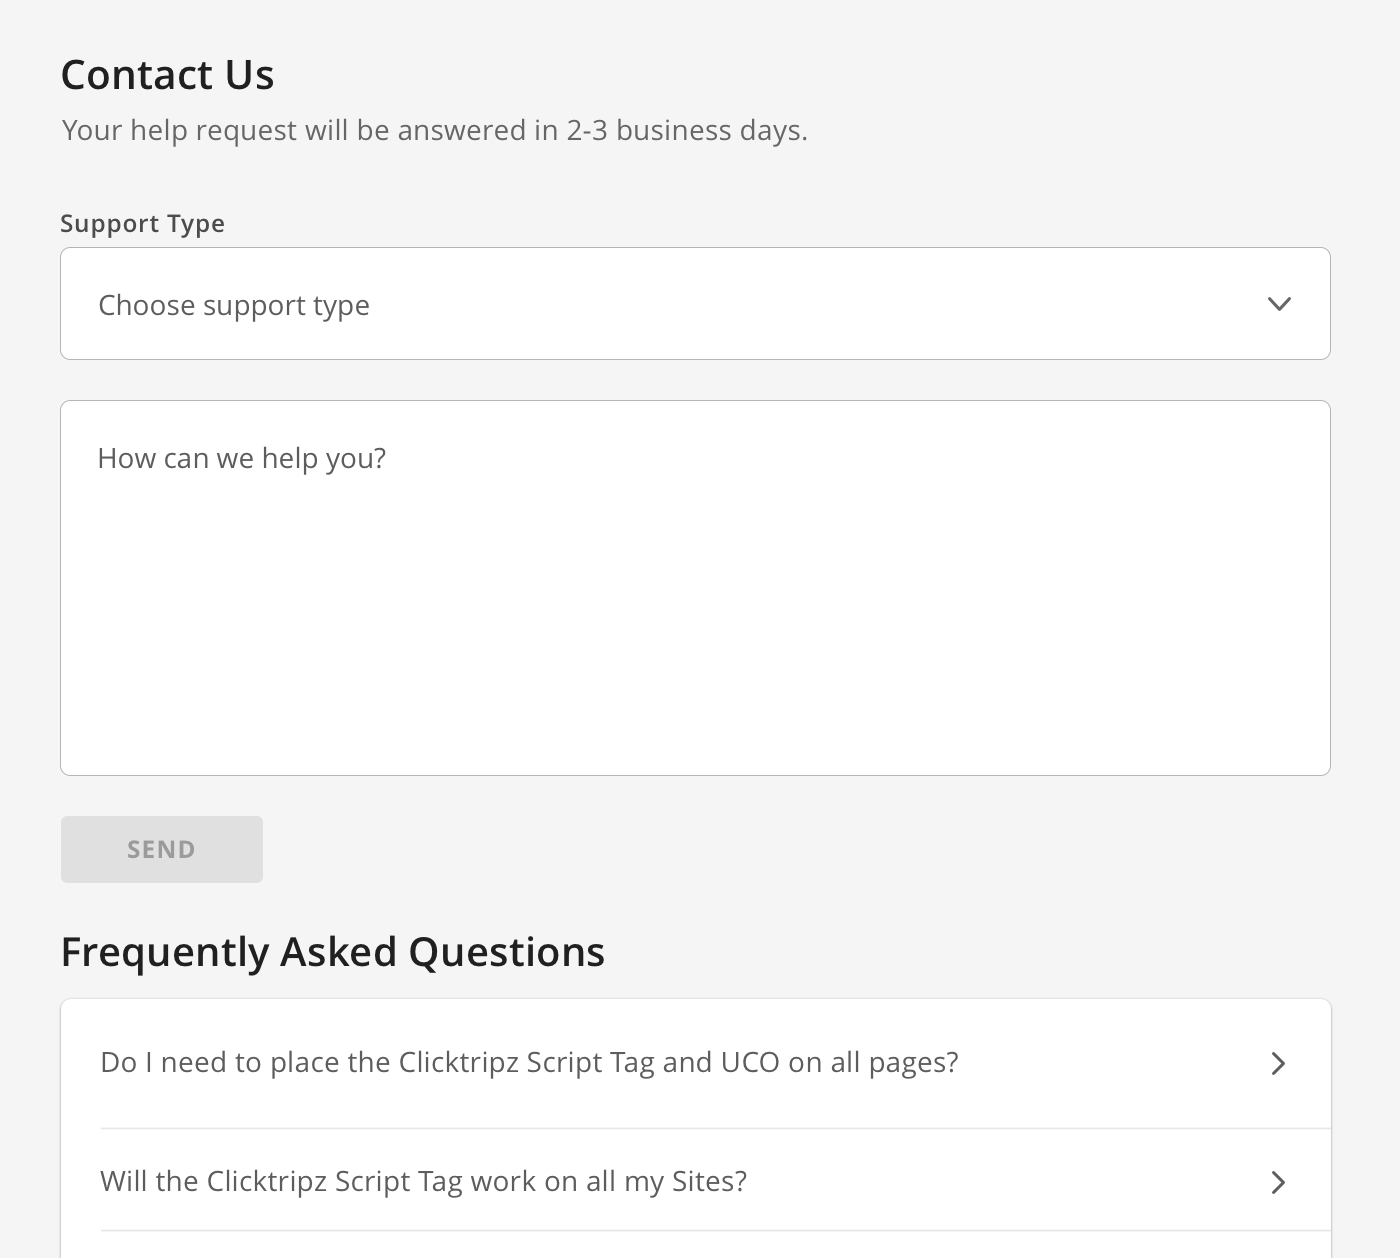 Contact Us
Your help request will be answered in 2-3 business days.
Support Type
Choose support type
How can we help you?
SEND
Frequently Asked Questions
Do I need to place the Clicktripz Script Tag and UCO on all pages?
Will the Clicktripz Script Tag work on all my Sites?